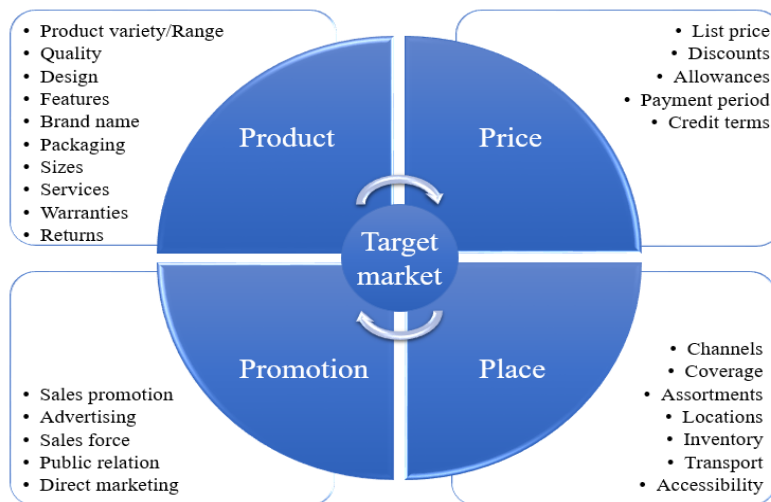 • Product variety/Range
• Quality
• Design
• Features
• Brand name
• Packaging
• Sizes
• Services
• Warranties
• Returns
Product
• List price
• Discounts
• Allowances
• Payment period
• Credit terms
Price
Target
market
Promotion
• Sales promotion
• Advertising
• Sales force
• Public relation
• Direct marketing
Place
• Channels
• Coverage
• Assortments
• Locations
• Inventory
• Transport
• Accessibility